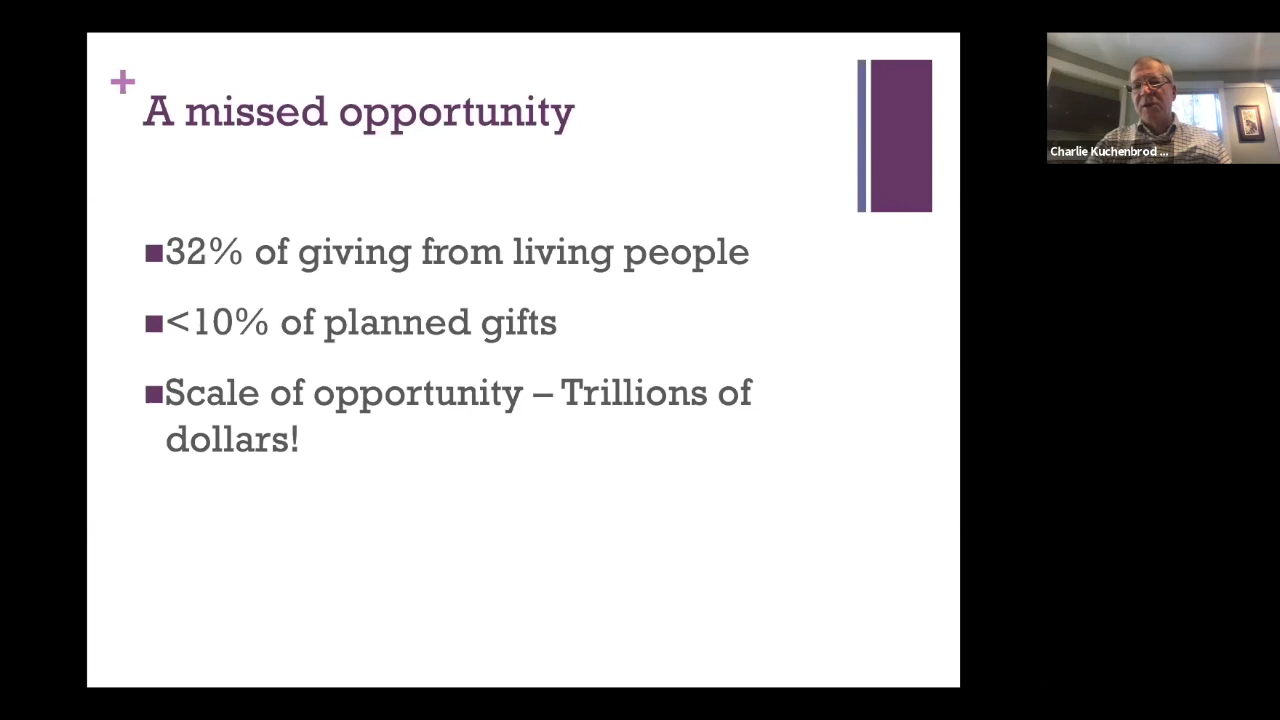 +
A missed opportunity
■32% of giving from living people
■<10% of planned gifts
■Scale of opportunity – Trillions of
dollars!
Charlie Kuchenbrod ...